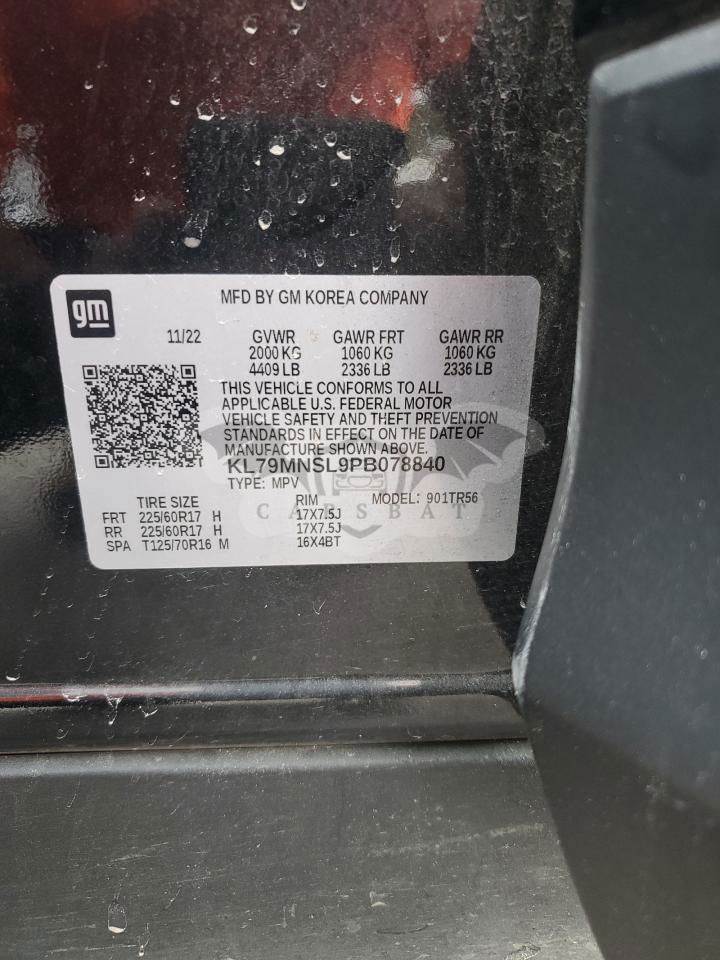 gm
MFD BY GM KOREA COMPANY
11/22 GVWR GAWR FRT GAWR RR
2000 KG 1060 KG 1060 KG
4409 LB 2336 LB 2336 LB
THIS VEHICLE CONFORMS TO ALL
APPLICABLE U.S. FEDERAL MOTOR
VEHICLE SAFETY AND THEFT PREVENTION
STANDARDS IN EFFECT ON THE DATE OF
MANUFACTURE SHOWN ABOVE.
KL79MNSL9PB078840
TYPE: MPV
TIRE SIZE RIM MODEL: 901TR56
FRT 225/60R17 H 17X7.5J
CARSBAT
RR 225/60R17 H 17X7.5J
SPA T125/70R16 M 16X4BT